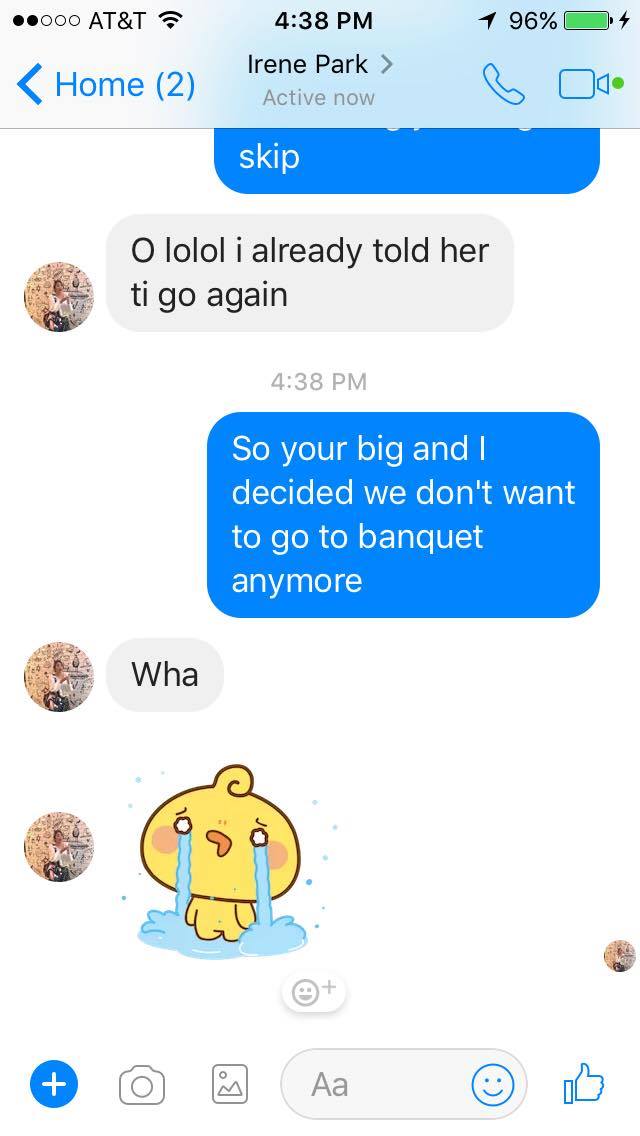 AT&T 4:38 PM 96%
Home (2) Irene Park
Active now
skip
O lolol i already told her
ti go again
4:38 PM
So your big and I
decided we don't want
to go to banquet
anymore
Wha
Aa